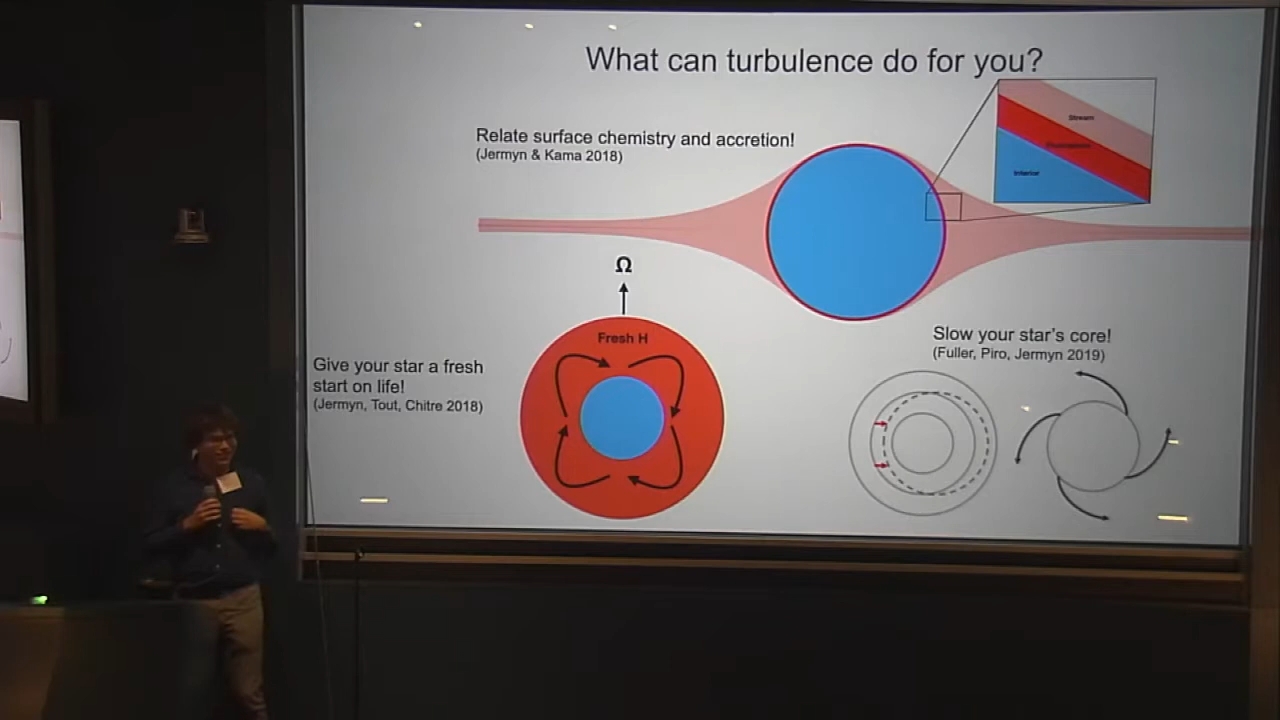 What can turbulence do for you?
Relate surface chemistry and accretion!
(Jermyn & Kama 2018)
Stream
Photosphere
Interior
Ω
Fresh H
Give your star a fresh
start on life!
(Jermyn, Tout, Chitre 2018)
Slow your star's core!
(Fuller, Piro, Jermyn 2019)